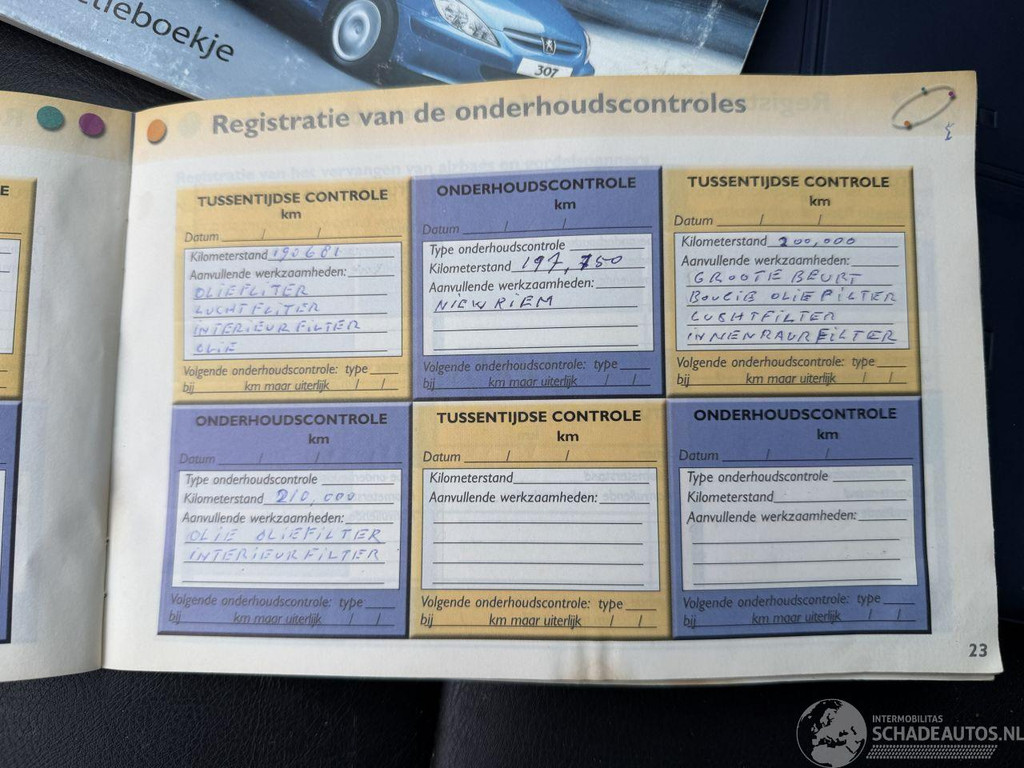 tieboekje
307
Registratie van de onderhoudscontroles
TUSSENTIJDSE CONTROLE
km
Datum / /
Kilometerstand 190681
Aanvullende werkzaamheden:
OLIEFLITER
LUCHTFLITER
INTERIEURFILTER
OLIE
Volgende onderhoudscontrole: type
bij km maar uiterlijk / /
ONDERHOUDSCONTROLE
km
Datum / /
Type onderhoudscontrole
Kilometerstand 197,750
Aanvullende werkzaamheden:
NIEWRIEM
Volgende onderhoudscontrole: type
bij km maar uiterlijk / /
TUSSENTIJDSE CONTROLE
km
Datum / /
Kilometerstand 200,000
Aanvullende werkzaamheden:
GROOTE BEURT
BOUGIE OLIEFILTER
LUCHTFILTER
INNENRAURFILTER
Volgende onderhoudscontrole: type
bij km maar uiterlijk / /
ONDERHOUDSCONTROLE
km
Datum / /
Type onderhoudscontrole
Kilometerstand 210,000
Aanvullende werkzaamheden:
OLIE OLIEFILTER
INTERIEURFILTER
Volgende onderhoudscontrole: type
bij km maar uiterlijk / /
TUSSENTIJDSE CONTROLE
km
Datum / /
Kilometerstand
Aanvullende werkzaamheden:
Volgende onderhoudscontrole: type
bij km maar uiterlijk / /
ONDERHOUDSCONTROLE
km
Datum / /
Type onderhoudscontrole
Kilometerstand
Aanvullende werkzaamheden:
Volgende onderhoudscontrole: type
bij km maar uiterlijk / /
23
INTERMOBILITAS
SCHADEAUTOS.NL